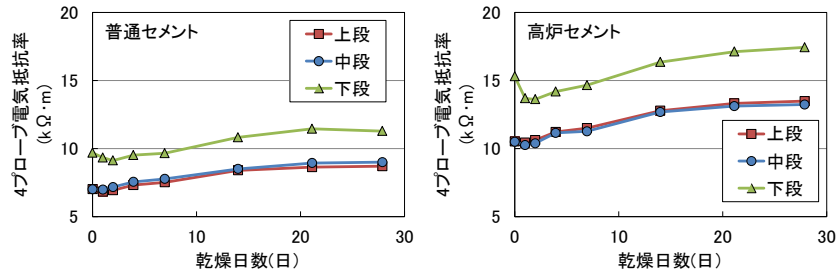 4プローブ電気抵抗率
(kΩ・m)
20
15
10
5
普通セメント
上段
中段
下段
0
10
20
30
乾燥日数(日)
4プローブ電気抵抗率
(kΩ・m)
20
15
10
5
高炉セメント
上段
中段
下段
0
10
20
30
乾燥日数(日)